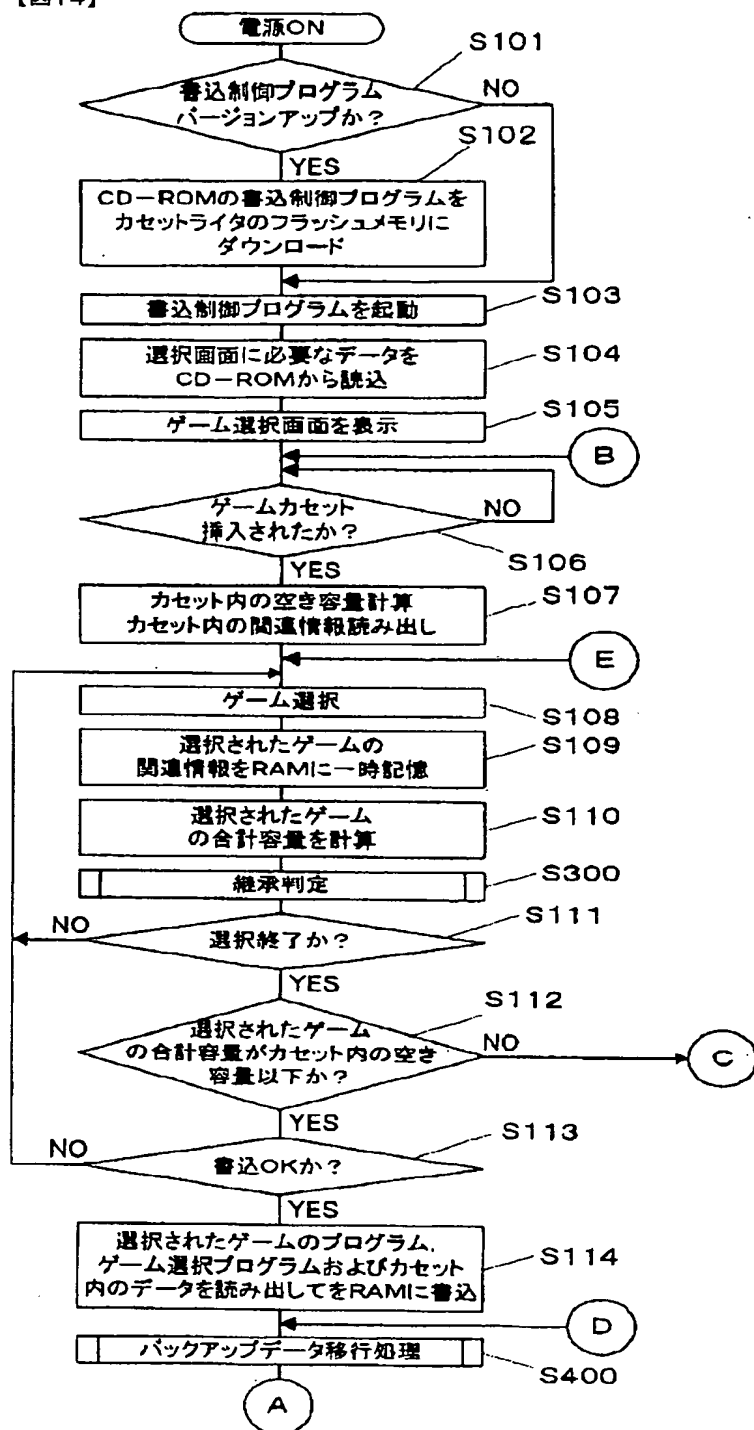 【図14】
電源ON
S101
書込制御プログラム
バージョンアップか?
NO
S102
YES
CD-ROMの書込制御プログラムを
カセットライタのフラッシュメモリに
ダウンロード
書込制御プログラムを起動
S103
選択画面に必要なデータを
CD-ROMから読込
S104
ゲーム選択画面を表示
S105
B
ゲームカセット
挿入されたか?
NO
S106
YES
カセット内の空き容量計算
カセット内の関連情報読み出し
S107
E
ゲーム選択
S108
選択されたゲームの
関連情報をRAMに一時記憶
S109
選択されたゲーム
の合計容量を計算
S110
継承判定
S300
NO
選択終了か?
S111
YES
S112
選択されたゲーム
の合計容量がカセット内の空き
容量以下か?
NO
C
YES
NO
書込OKか?
S113
YES
選択されたゲームのプログラム,
ゲーム選択プログラムおよびカセット
内のデータを読み出してをRAMに書込
S114
D
バックアップデータ移行処理
S400
A